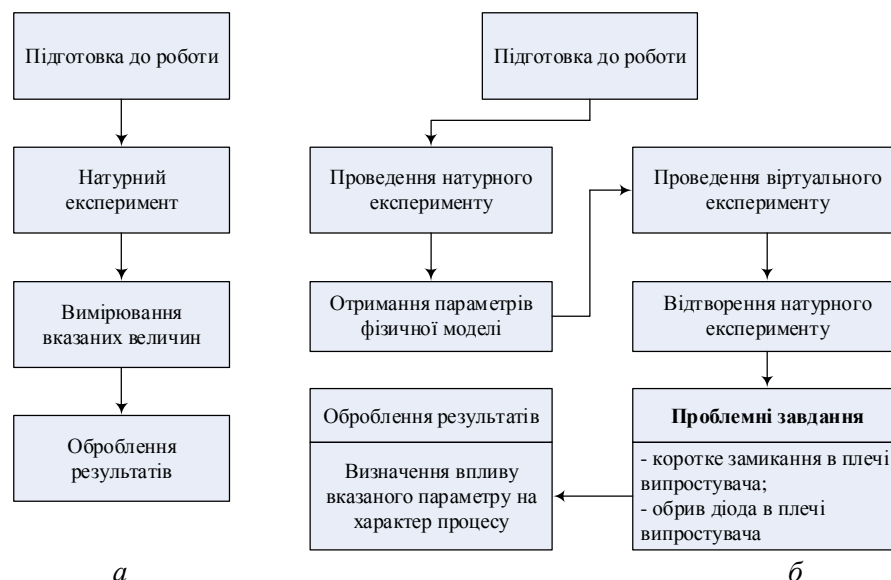 Підготовка до роботи
Натурний
експеримент
Вимірювання
вказаних величин
Оброблення
результатів
а
Підготовка до роботи
Проведення натурного
експерименту
Отримання параметрів
фізичної моделі
Проведення віртуального
експерименту
Відтворення натурного
експерименту
Проблемні завдання
- коротке замикання в плечі
випростувача;
- обрив діода в плечі
випростувача
Оброблення результатів
Визначення впливу
вказаного параметру на
характер процесу
б